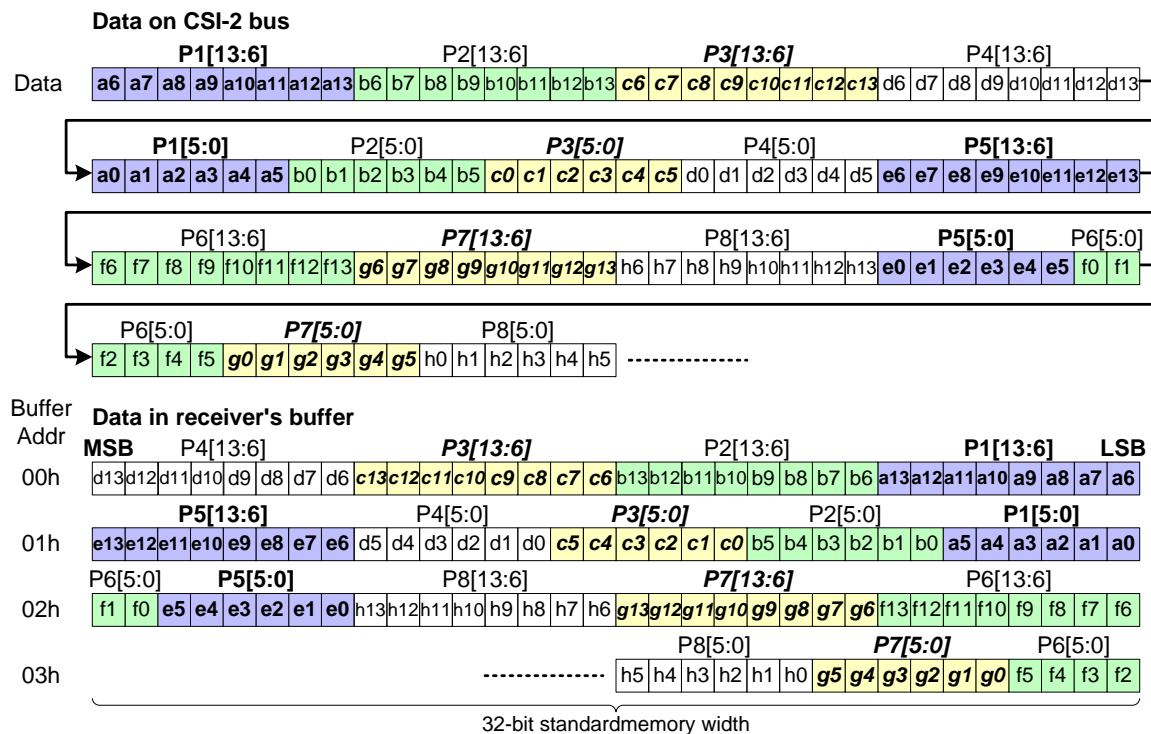 Data on CSI-2 bus
P1[13:6] P2[13:6] P3[13:6] P4[13:6]
Data a6 a7 a8 a9 a10 a11 a12 a13 b6 b7 b8 b9 b10 b11 b12 b13 c6 c7 c8 c9 c10 c11 c12 c13 d6 d7 d8 d9 d10 d11 d12 d13
P1[5:0] P2[5:0] P3[5:0] P4[5:0] P5[13:6]
a0 a1 a2 a3 a4 a5 b0 b1 b2 b3 b4 b5 c0 c1 c2 c3 c4 c5 d0 d1 d2 d3 d4 d5 e6 e7 e8 e9 e10 e11 e12 e13
P6[13:6] P7[13:6] P8[13:6] P5[5:0] P6[5:0]
f6 f7 f8 f9 f10 f11 f12 f13 g6 g7 g8 g9 g10 g11 g12 g13 h6 h7 h8 h9 h10 h11 h12 h13 e0 e1 e2 e3 e4 e5 f0 f1
P6[5:0] P7[5:0] P8[5:0]
f2 f3 f4 f5 g0 g1 g2 g3 g4 g5 h0 h1 h2 h3 h4 h5
Buffer
Addr
Data in receiver's buffer
MSB P4[13:6] P3[13:6] P2[13:6] P1[13:6] LSB
00h d13 d12 d11 d10 d9 d8 d7 d6 c13 c12 c11 c10 c9 c8 c7 c6 b13 b12 b11 b10 b9 b8 b7 b6 a13 a12 a11 a10 a9 a8 a7 a6
P5[13:6] P4[5:0] P3[5:0] P2[5:0] P1[5:0]
01h e13 e12 e11 e10 e9 e8 e7 e6 d5 d4 d3 d2 d1 d0 c5 c4 c3 c2 c1 c0 b5 b4 b3 b2 b1 b0 a5 a4 a3 a2 a1 a0
P6[5:0] P5[5:0] P8[13:6] P7[13:6] P6[13:6]
02h f1 f0 e5 e4 e3 e2 e1 e0 h13 h12 h11 h10 h9 h8 h7 h6 g13 g12 g11 g10 g9 g8 g7 g6 f13 f12 f11 f10 f9 f8 f7 f6
P8[5:0] P7[5:0] P6[5:0]
03h h5 h4 h3 h2 h1 h0 g5 g4 g3 g2 g1 g0 f5 f4 f3 f2
32-bit standardmemory width